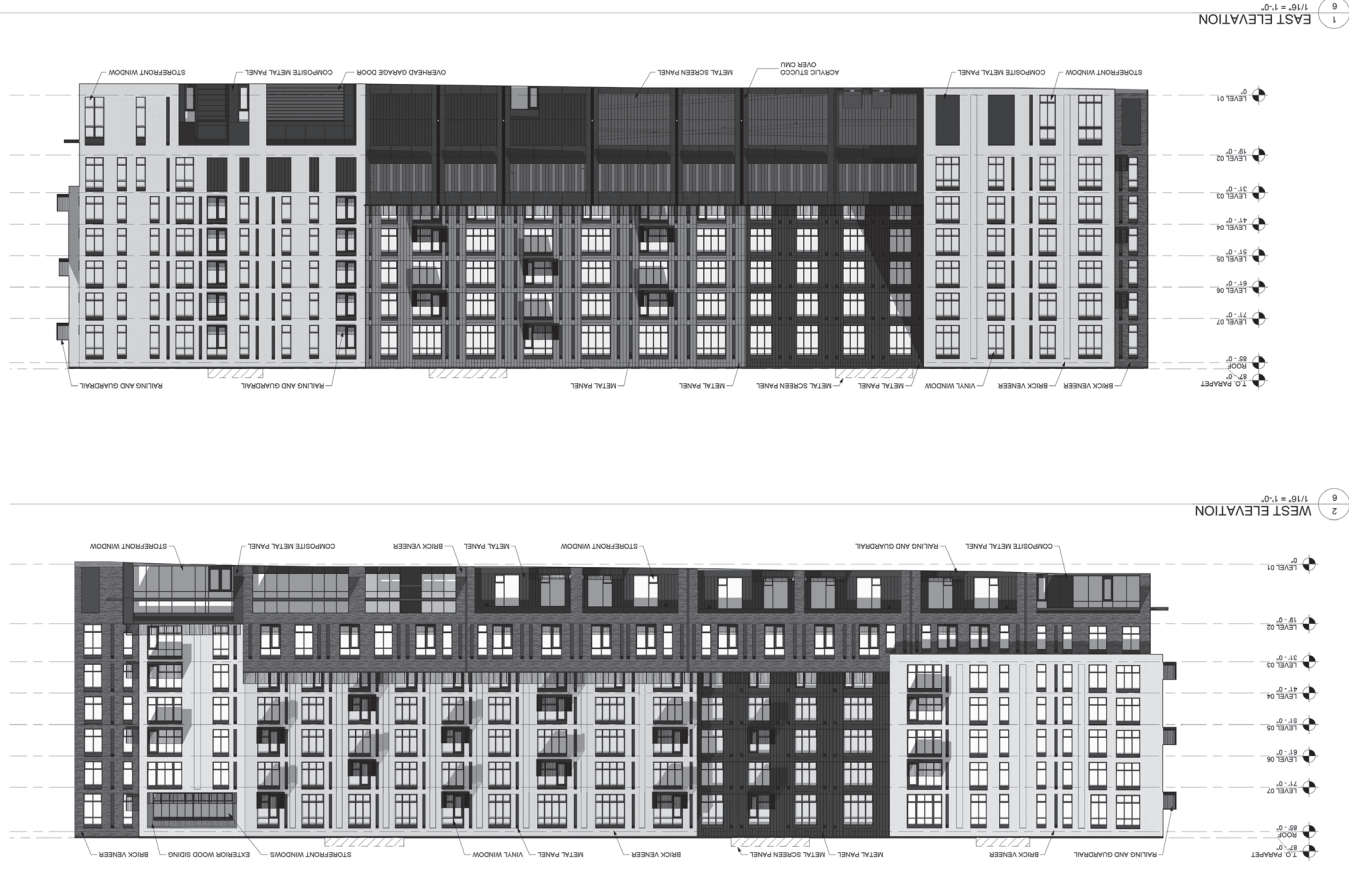 RAILING AND GUARDRAIL
BRICK VENEER
METAL PANEL
METAL SCREEN PANEL
BRICK VENEER
METAL PANEL
VINYL WINDOW
STOREFRONT WINDOWS
EXTERIOR WOOD SIDING
BRICK VENEER
T.O. PARAPET
87' - 0"
ROOF
85' - 0"
LEVEL 07
71' - 0"
LEVEL 06
61' - 0"
LEVEL 05
51' - 0"
LEVEL 04
41' - 0"
LEVEL 03
31' - 0"
LEVEL 02
19' - 0"
LEVEL 01
0"
COMPOSITE METAL PANEL
RAILING AND GUARDRAIL
STOREFRONT WINDOW
METAL PANEL
BRICK VENEER
COMPOSITE METAL PANEL
STOREFRONT WINDOW
2
6
WEST ELEVATION
1/16" = 1'-0"
BRICK VENEER
BRICK VENEER
VINYL WINDOW
METAL PANEL
METAL SCREEN PANEL
METAL PANEL
METAL PANEL
RAILING AND GUARDRAIL
RAILING AND GUARDRAIL
T.O. PARAPET
87' - 0"
ROOF
85' - 0"
LEVEL 07
71' - 0"
LEVEL 06
61' - 0"
LEVEL 05
51' - 0"
LEVEL 04
41' - 0"
LEVEL 03
31' - 0"
LEVEL 02
19' - 0"
LEVEL 01
0"
STOREFRONT WINDOW
COMPOSITE METAL PANEL
ACRYLIC STUCCO
OVER CMU
METAL SCREEN PANEL
OVERHEAD GARAGE DOOR
COMPOSITE METAL PANEL
STOREFRONT WINDOW
1
6
EAST ELEVATION
1/16" = 1'-0"